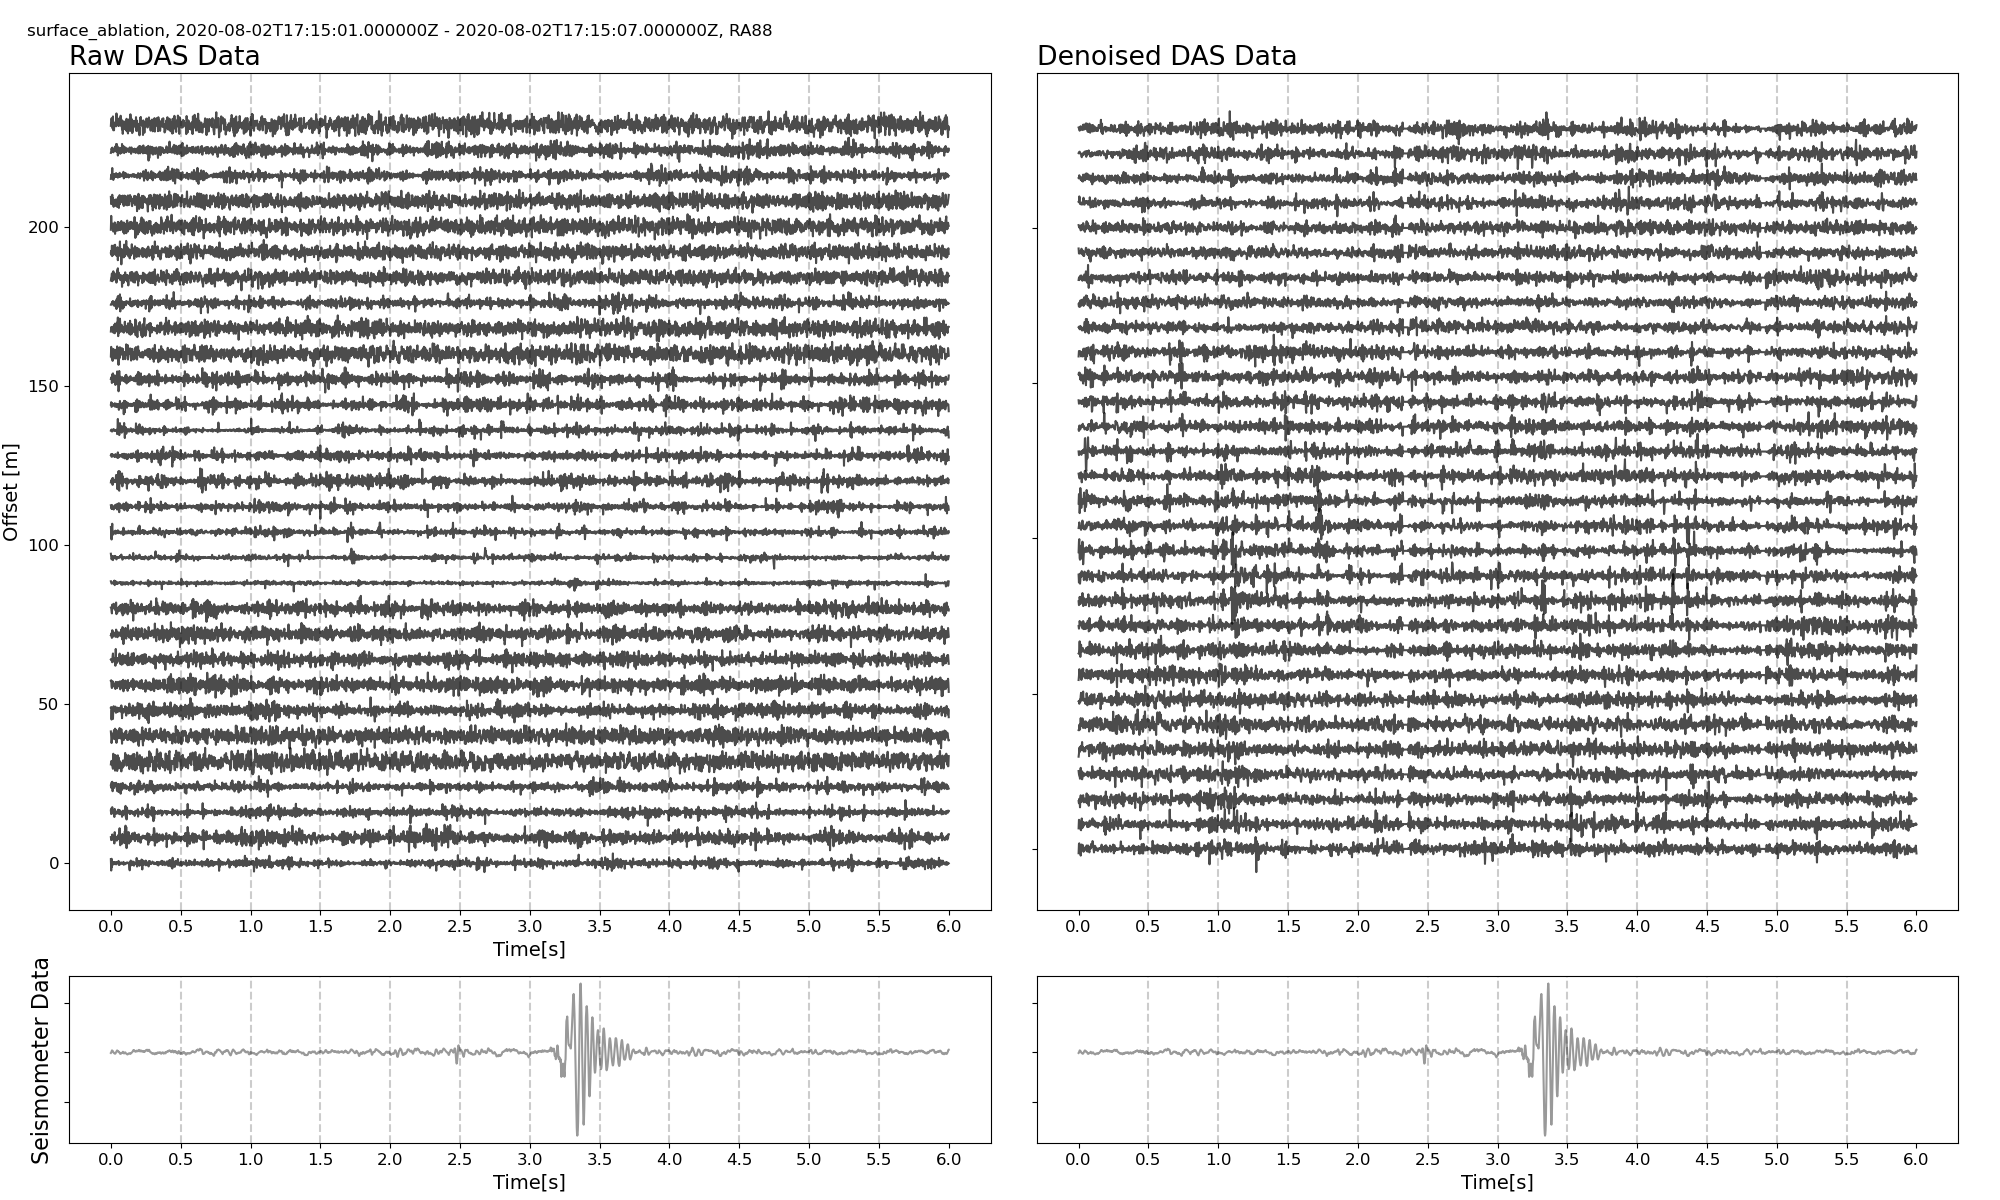 surface_ablation, 2020-08-02T17:15:01.000000Z - 2020-08-02T17:15:07.000000Z, RA88
Raw DAS Data
Denoised DAS Data
Offset [m]
200
150
100
50
0
0.0 0.5 1.0 1.5 2.0 2.5 3.0 3.5 4.0 4.5 5.0 5.5 6.0
Time[s]
0.0 0.5 1.0 1.5 2.0 2.5 3.0 3.5 4.0 4.5 5.0 5.5 6.0
Seismometer Data
0.0 0.5 1.0 1.5 2.0 2.5 3.0 3.5 4.0 4.5 5.0 5.5 6.0
Time[s]
0.0 0.5 1.0 1.5 2.0 2.5 3.0 3.5 4.0 4.5 5.0 5.5 6.0
Time[s]